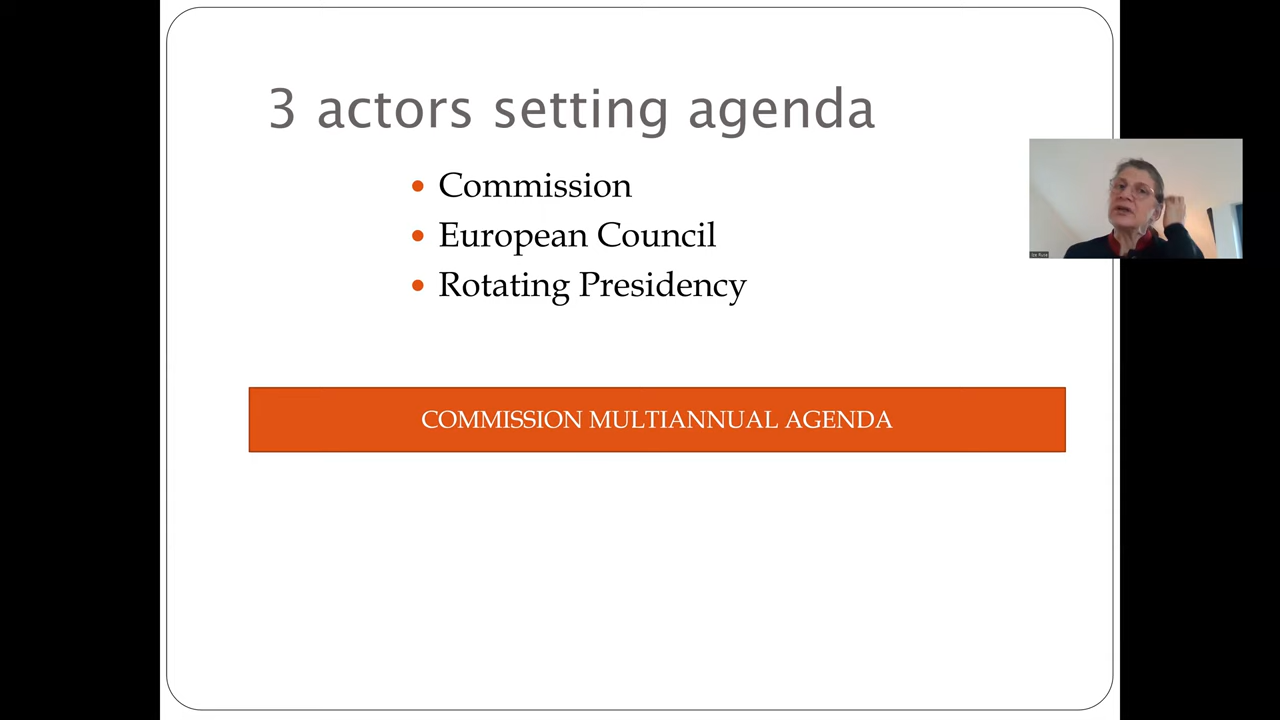 3 actors setting agenda
Commission
European Council
Rotating Presidency
COMMISSION MULTIANNUAL AGENDA